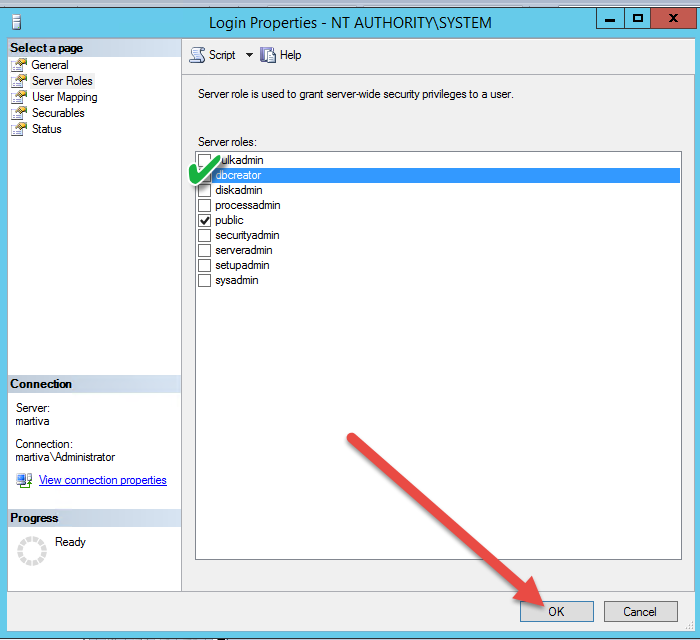 Login Properties - NT AUTHORITY\SYSTEM
Select a page
General
Server Roles
User Mapping
Securables
Status
Script
Help
Server role is used to grant server-wide security privileges to a user.
Server roles:
ulkadmin
dbcreator
diskadmin
processadmin
public
securityadmin
serveradmin
setupadmin
sysadmin
Connection
Server:
martiva
Connection:
martiva\Administrator
View connection properties
Progress
Ready
OK
Cancel